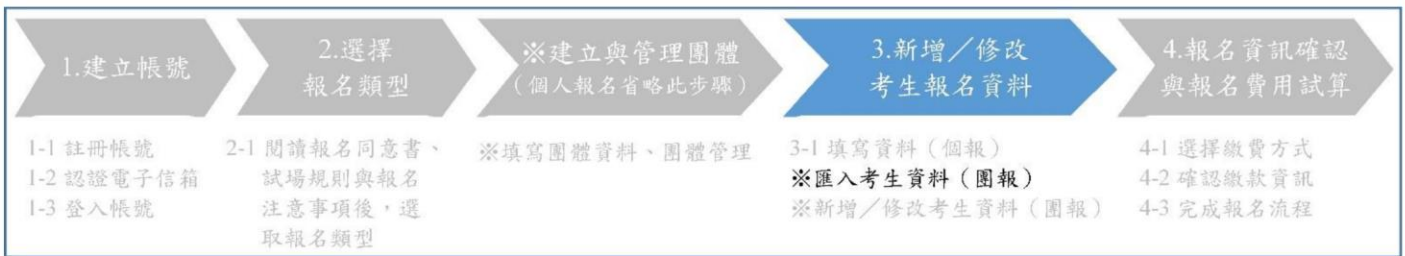 1.建立帳號
2.選擇
報名類型
※建立與管理團體
(個人報名省略此步驟)
3.新增／修改
考生報名資料
4.報名資訊確認
與報名費用試算
1-1 註冊帳號
1-2 認證電子信箱
1-3 登入帳號
2-1 閱讀報名同意書、
試場規則與報名
注意事項後，選
取報名類型
※填寫團體資料、團體管理
3-1 填寫資料（個報）
※匯入考生資料（團報）
※新增／修改考生資料（團報）
4-1 選擇繳費方式
4-2 確認繳款資訊
4-3 完成報名流程